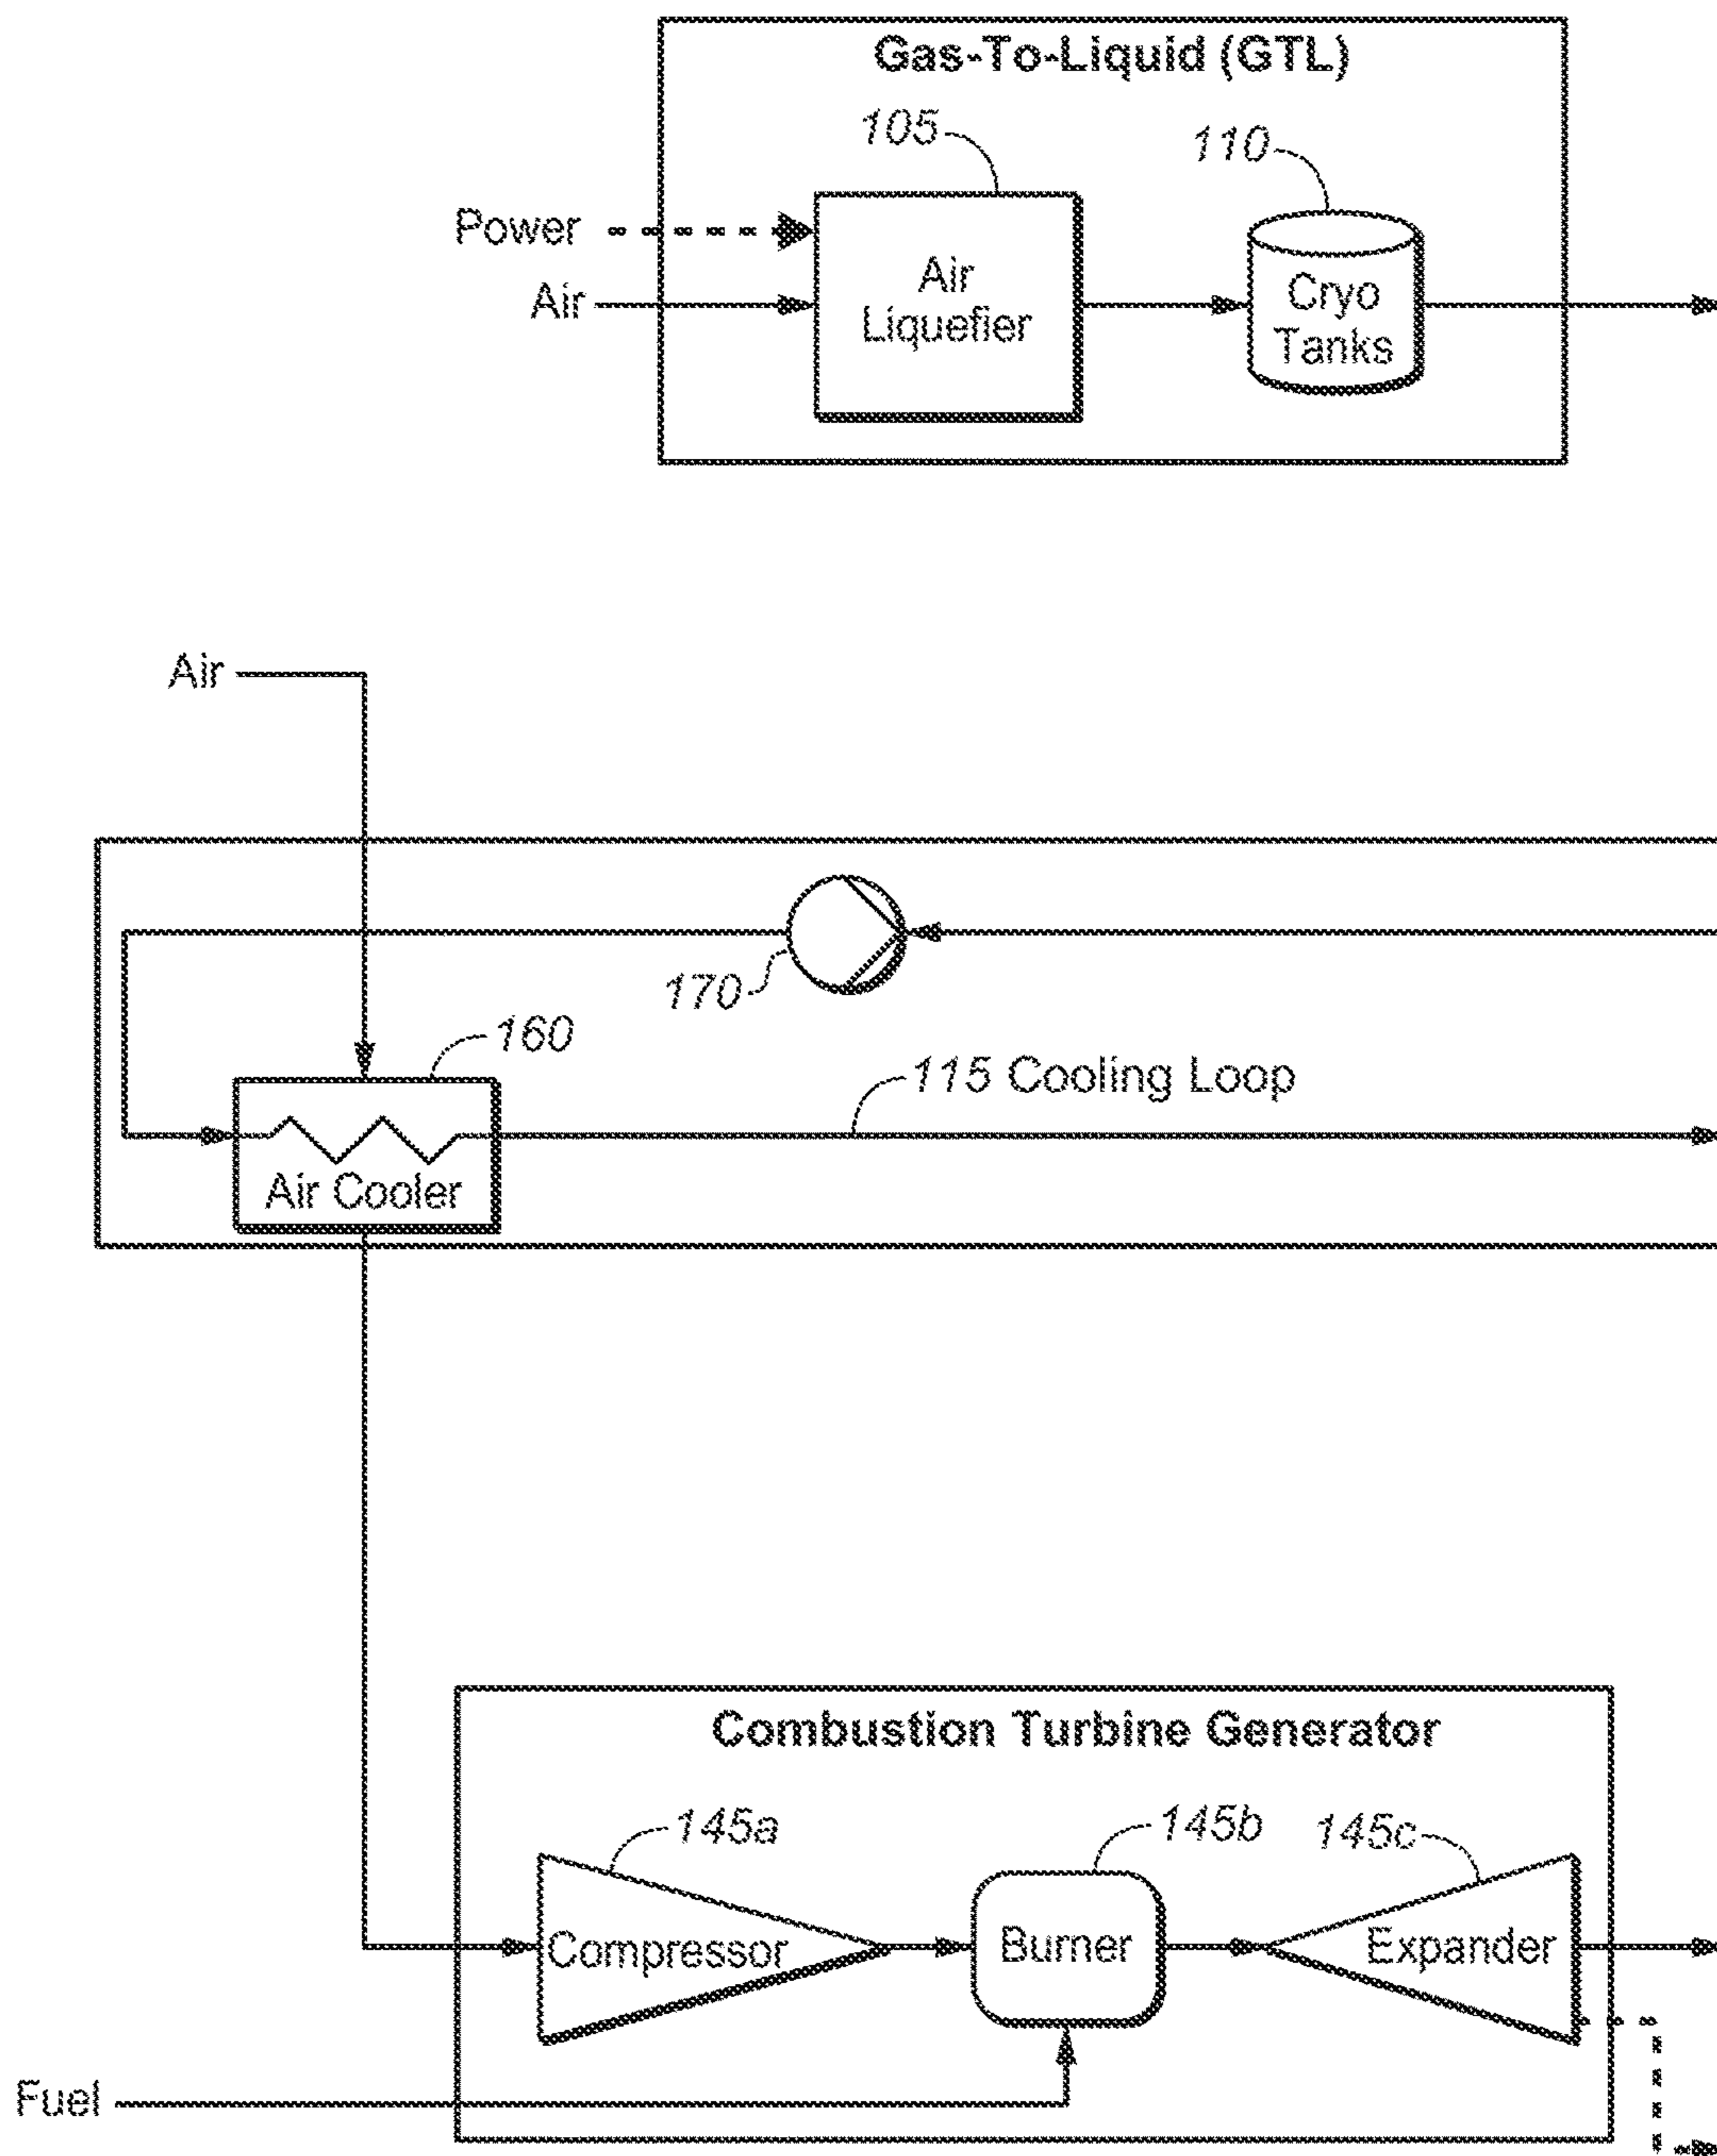 Gas-To-Liquid (GTL)
105
110
Power
Air
Air
Liquefier
Cryo
Tanks
Air
170
160
115 Cooling Loop
Air Cooler
Combustion Turbine Generator
145a
145b
145c
Compressor
Burner
Expander
Fuel